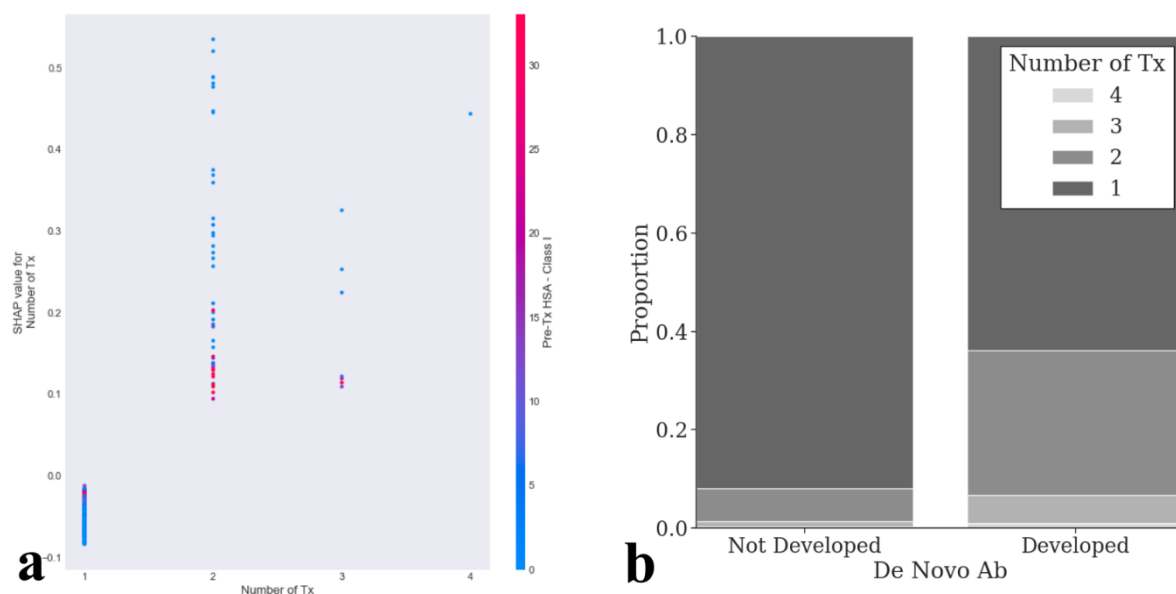 0.5
0.4
0.3
0.2
0.1
0.0
−0.1
SHAP value for
Number of Tx
1 2 3 4
Number of Tx
30
25
20
15
10
5
0
Pre-Tx HSA - Class I
a
1.0
0.8
0.6
0.4
0.2
0.0
Proportion
Number of Tx
4
3
2
1
Not Developed Developed
De Novo Ab
b